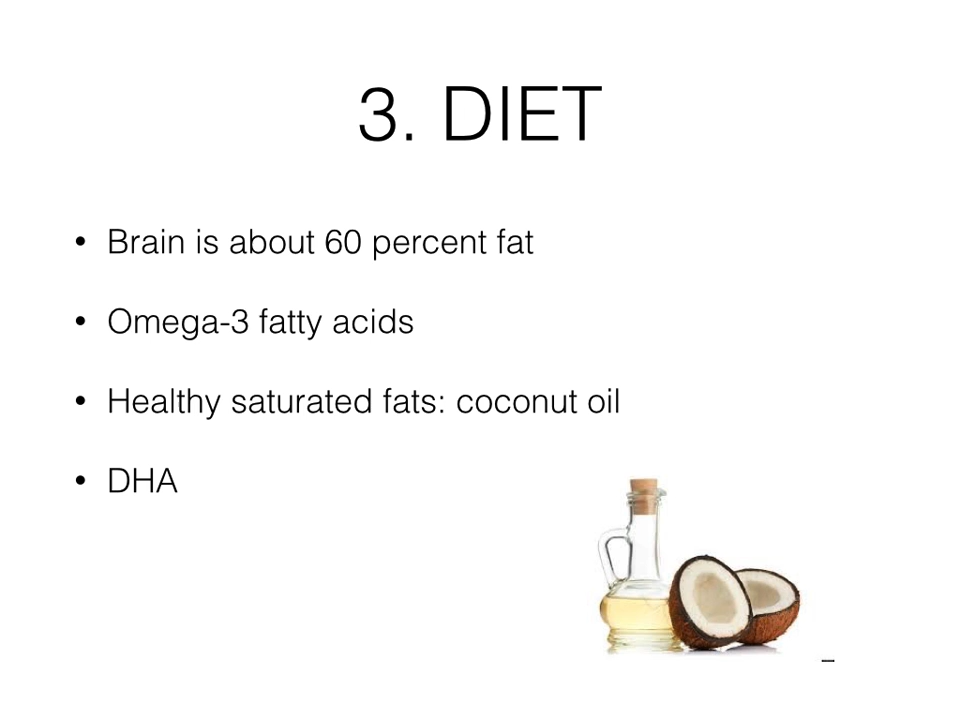 3. DIET
• Brain is about 60 percent fat
• Omega-3 fatty acids
• Healthy saturated fats: coconut oil
• DHA